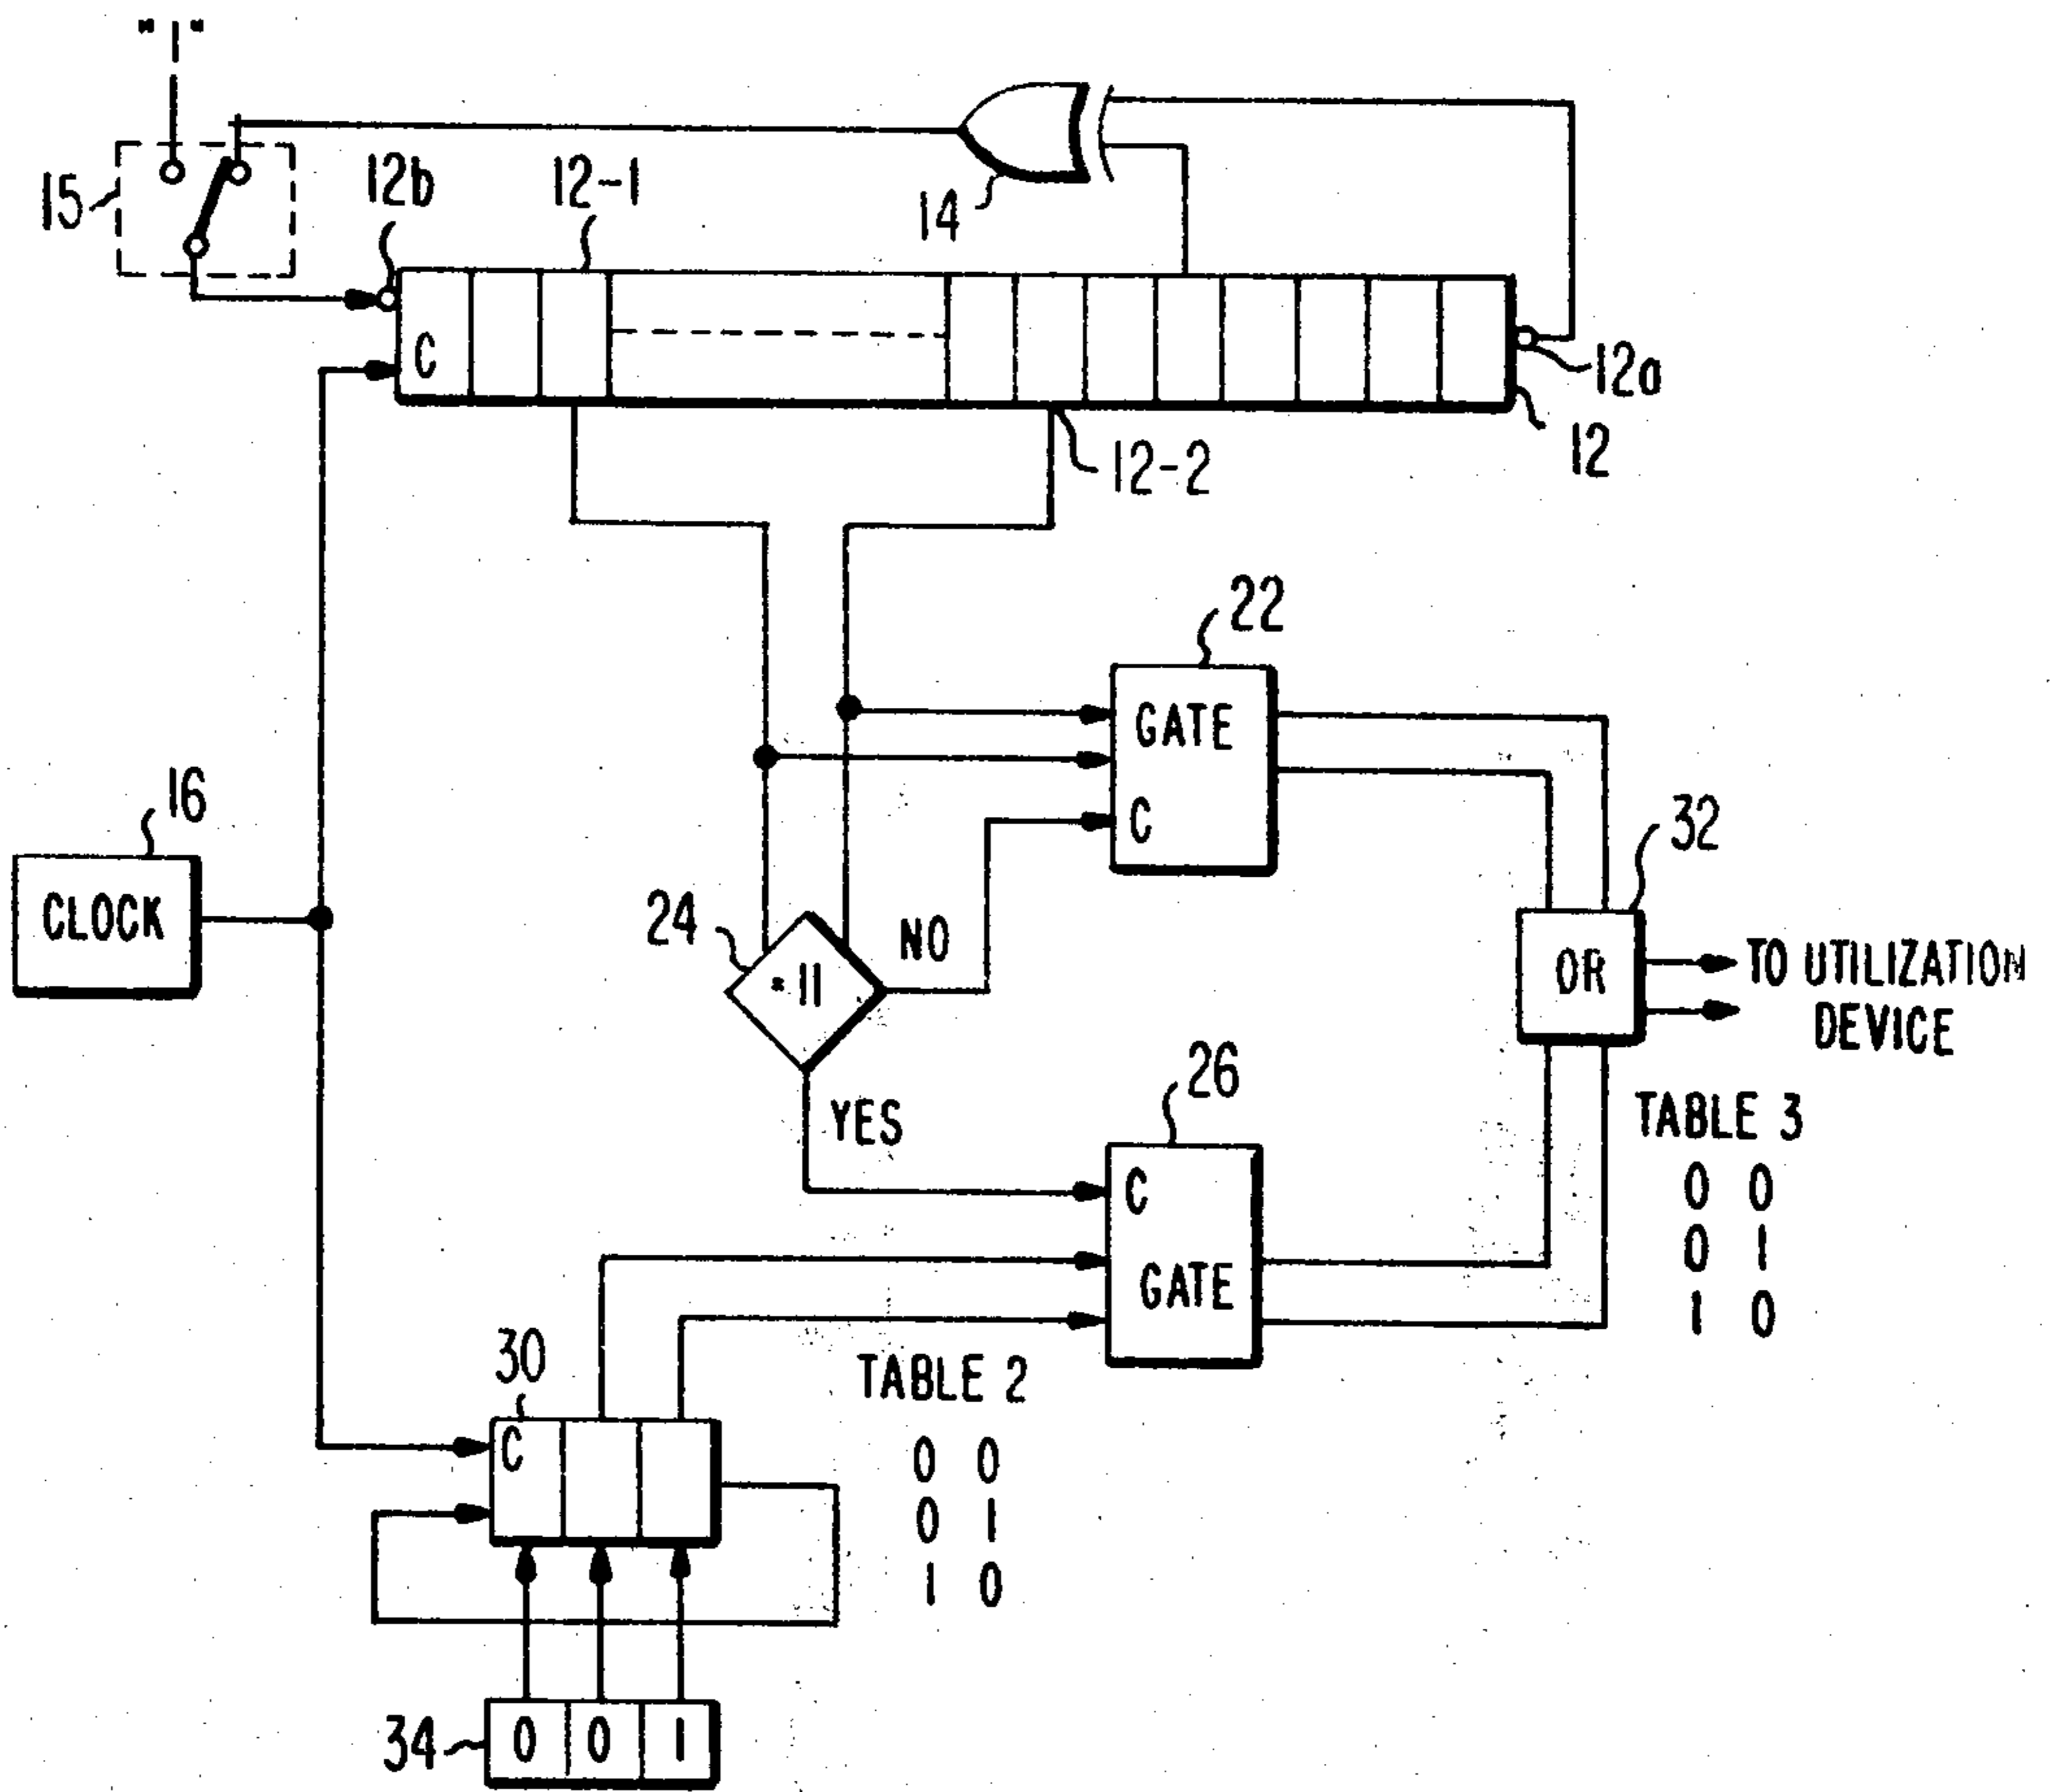 "1"
15
12b
12-1
14
C
12a
12
12-2
22
GATE
C
16
CLOCK
24
= 11
NO
YES
32
OR
TO UTILIZATION
DEVICE
26
C
GATE
TABLE 3
0 0
0 1
1 0
30
C
TABLE 2
0 0
0 1
1 0
34
0 0 1